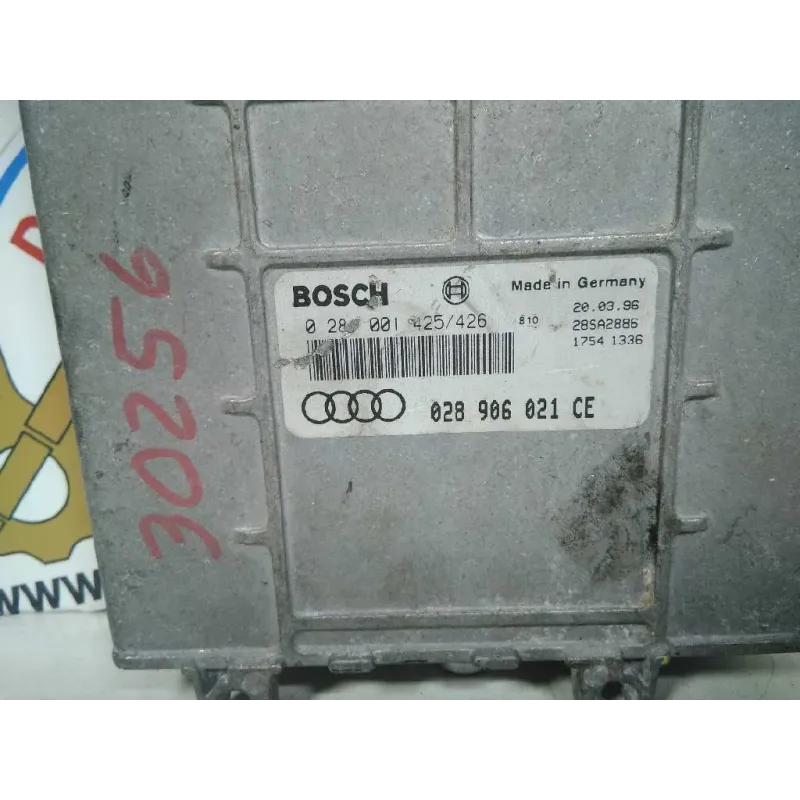 BOSCH
Made in Germany
0 28 001 425/426
810
20.03.96
28SA2886
1754 1336
028 906 021 CE
30256
www.